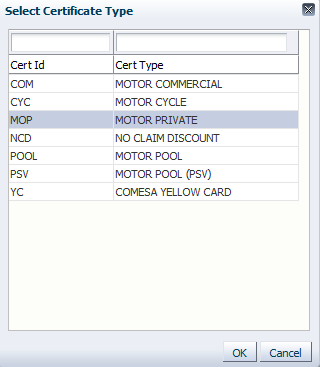 Select Certificate Type
Cert Id Cert Type
COM MOTOR COMMERCIAL
CYC MOTOR CYCLE
MOP MOTOR PRIVATE
NCD NO CLAIM DISCOUNT
POOL MOTOR POOL
PSV MOTOR POOL (PSV)
YC COMESA YELLOW CARD
OK Cancel